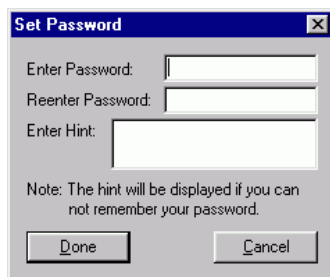 Set Password
Enter Password:
Reenter Password:
Enter Hint:
Note: The hint will be displayed if you can
not remember your password.
Done Cancel